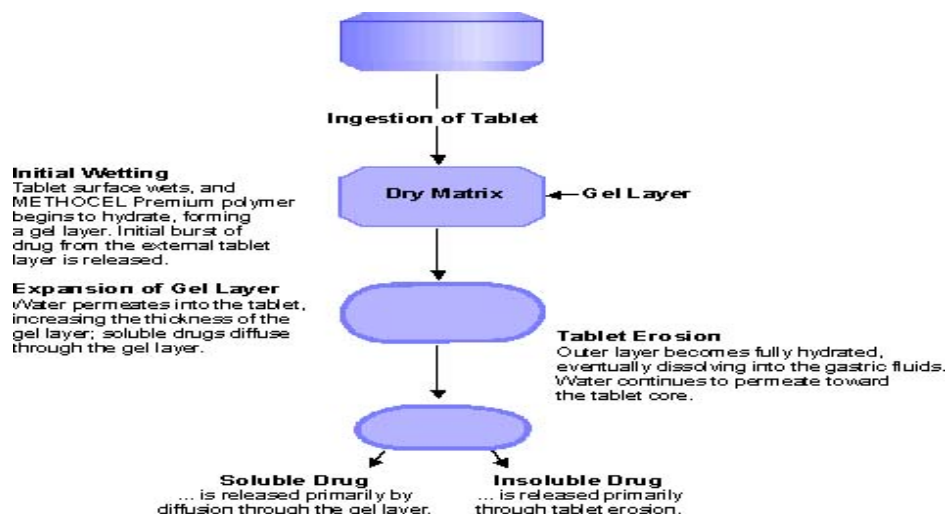 Ingestion of Tablet
Initial Wetting
Tablet surface wets, and
METHOCEL Premium polymer
begins to hydrate, forming
a gel layer. Initial burst of
drug from the external tablet
layer is released.
Dry Matrix
Gel Layer
Expansion of Gel Layer
Water permeates into the tablet,
increasing the thickness of the
gel layer; soluble drugs diffuse
through the gel layer.
Tablet Erosion
Outer layer becomes fully hydrated,
eventually dissolving into the gastric fluids.
Water continues to permeate toward
the tablet core.
Soluble Drug
... is released primarily by
diffusion through the gel layer.
Insoluble Drug
... is released primarily
through tablet erosion.